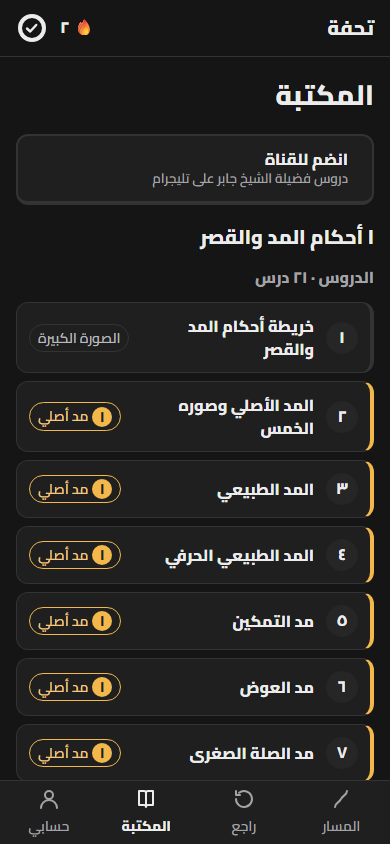 تحفة
٢
المكتبة
انضم للقناة
دروس فضيلة الشيخ جابر على تليجرام
١ أحكام المد والقصر
الدروس · ٢١ درس
١
خريطة أحكام المد
والقصر
الصورة الكبيرة
٢
المد الأصلي وصوره
الخمس
١ مد أصلي
٣ المد الطبيعي ١ مد أصلي
٤ المد الطبيعي الحرفي ١ مد أصلي
٥ مد التمكين ١ مد أصلي
٦ مد العوض ١ مد أصلي
٧ مد الصلة الصغرى ١ مد أصلي
المسار راجع المكتبة حسابي